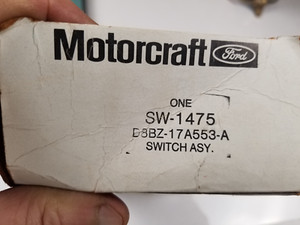 Motorcraft Ford
ONE
SW-1475
D8BZ-17A553-A
SWITCH ASY.